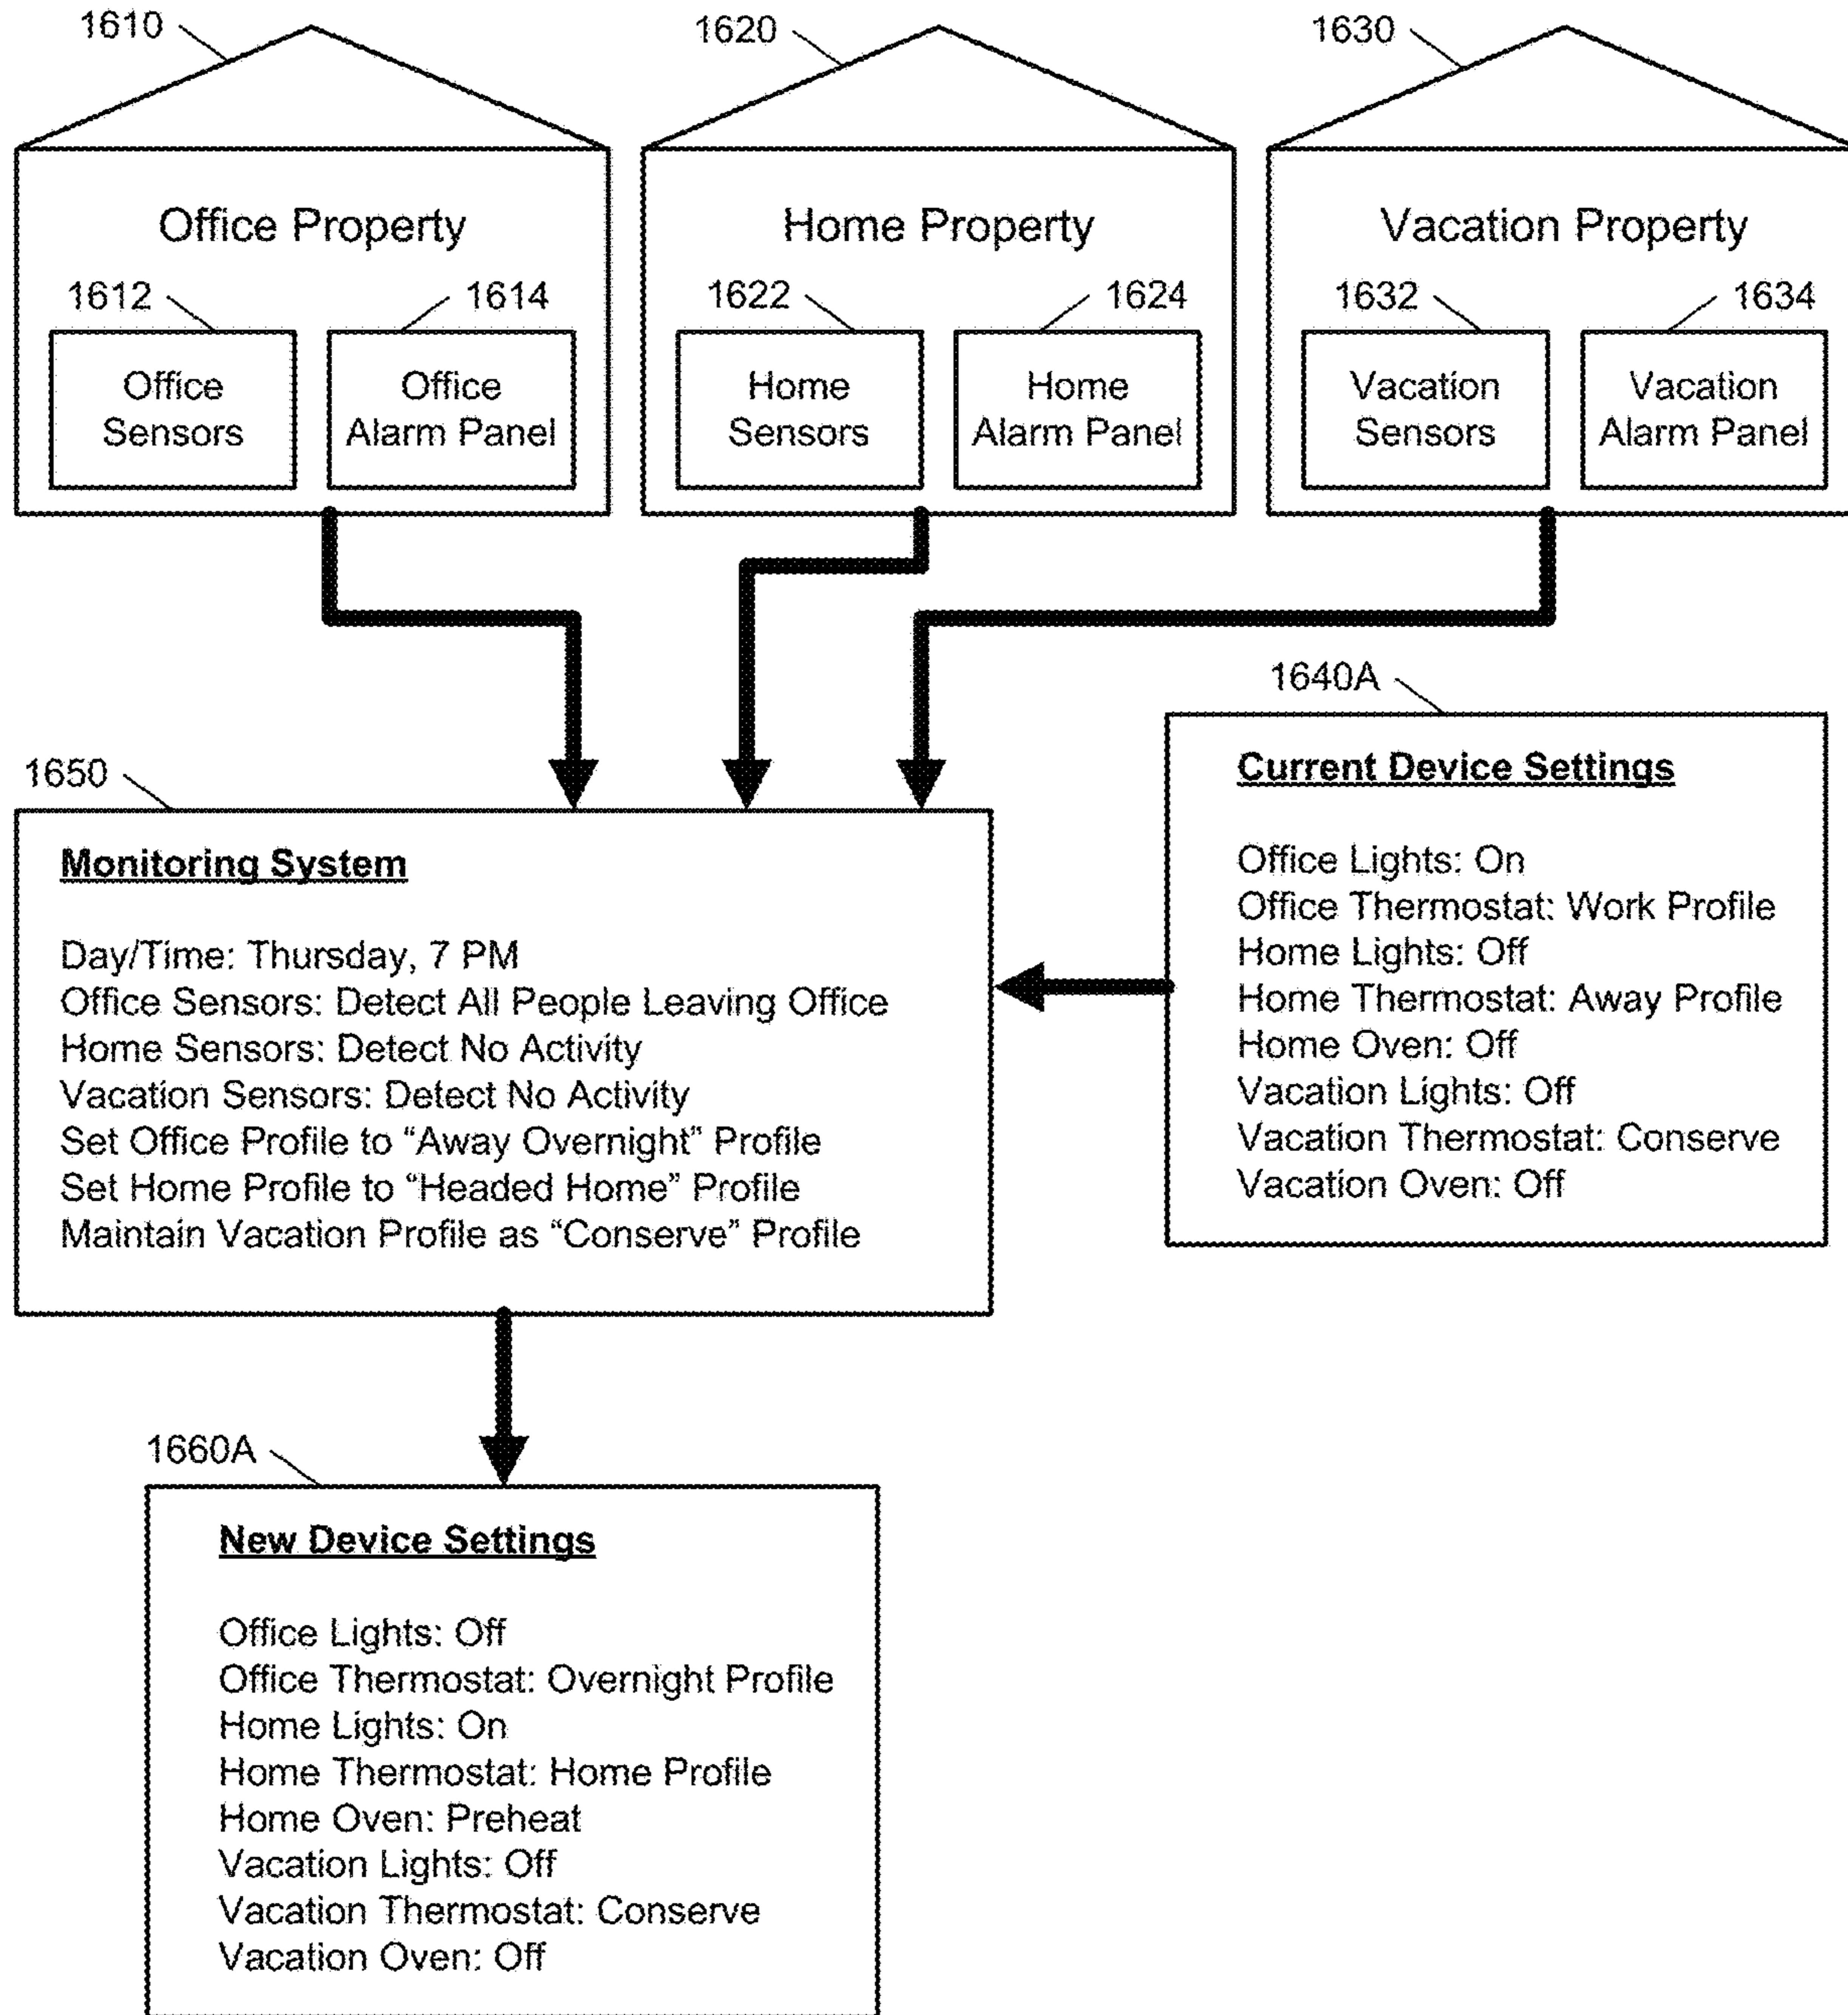 1610
1620
1630
Office Property
Home Property
Vacation Property
1612
1614
1622
1624
1632
1634
Office
Sensors
Office
Alarm Panel
Home
Sensors
Home
Alarm Panel
Vacation
Sensors
Vacation
Alarm Panel
1640A
Current Device Settings
Office Lights: On
Office Thermostat: Work Profile
Home Lights: Off
Home Thermostat: Away Profile
Home Oven: Off
Vacation Lights: Off
Vacation Thermostat: Conserve
Vacation Oven: Off
1650
Monitoring System
Day/Time: Thursday, 7 PM
Office Sensors: Detect All People Leaving Office
Home Sensors: Detect No Activity
Vacation Sensors: Detect No Activity
Set Office Profile to “Away Overnight” Profile
Set Home Profile to “Headed Home” Profile
Maintain Vacation Profile as “Conserve” Profile
1660A
New Device Settings
Office Lights: Off
Office Thermostat: Overnight Profile
Home Lights: On
Home Thermostat: Home Profile
Home Oven: Preheat
Vacation Lights: Off
Vacation Thermostat: Conserve
Vacation Oven: Off